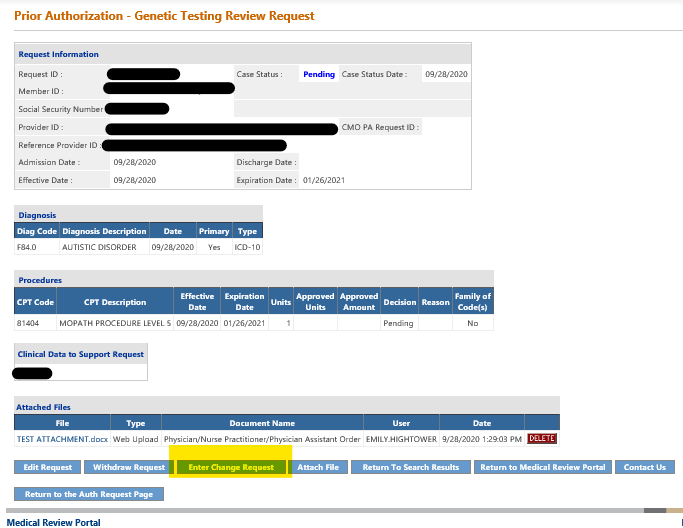 Prior Authorization - Genetic Testing Review Request
Request Information
Request ID : Case Status : Pending Case Status Date : 09/28/2020
Member ID :
Social Security Number
Provider ID : CMO PA Request ID :
Reference Provider ID :
Admission Date : 09/28/2020 Discharge Date :
Effective Date : 09/28/2020 Expiration Date : 01/26/2021
Diagnosis
Diag Code Diagnosis Description Date Primary Type
F84.0 AUTISTIC DISORDER 09/28/2020 Yes ICD-10
Procedures
CPT Code CPT Description Effective Date Expiration Date Units Approved Units Approved Amount Decision Reason Family of Code(s)
81404 MOPATH PROCEDURE LEVEL 5 09/28/2020 01/26/2021 1 Pending No
Clinical Data to Support Request
Attached Files
File Type Document Name User Date
TEST ATTACHMENT.docx Web Upload Physician/Nurse Practitioner/Physician Assistant Order EMILY.HIGHTOWER 9/28/2020 1:29:03 PM DELETE
Edit Request Withdraw Request Enter Change Request Attach File Return To Search Results Return to Medical Review Portal Contact Us
Return to the Auth Request Page
Medical Review Portal